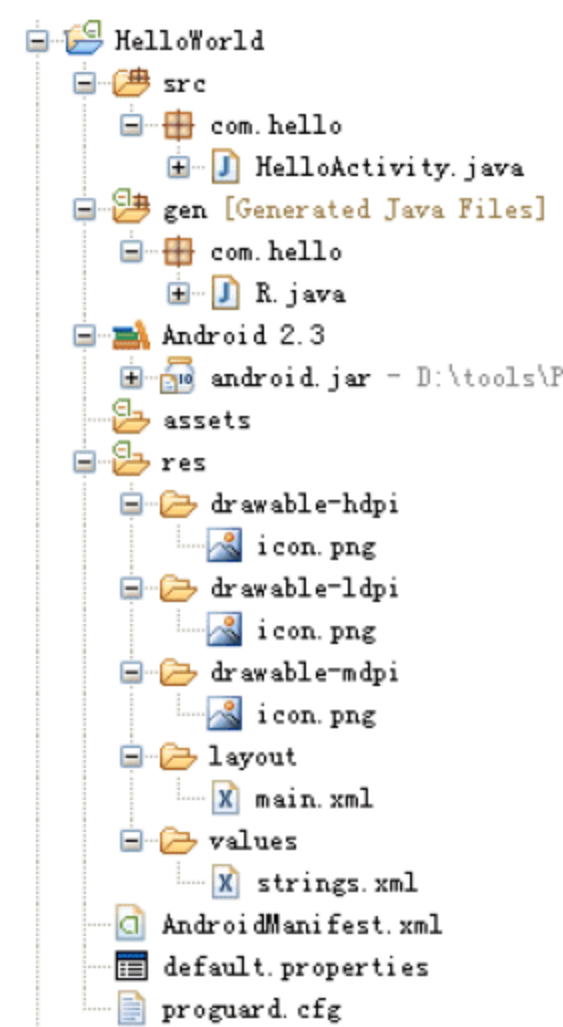 HelloWorld
src
com.hello
HelloActivity.java
gen [Generated Java Files]
com.hello
R.java
Android 2.3
android.jar - D:\tools\P
assets
res
drawable-hdpi
icon.png
drawable-ldpi
icon.png
drawable-mdpi
icon.png
layout
main.xml
values
strings.xml
AndroidManifest.xml
default.properties
proguard.cfg